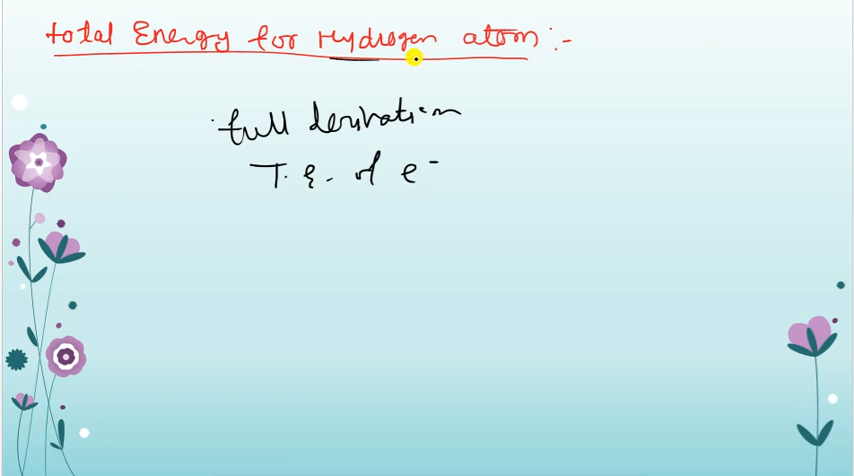 Total Energy for Hydrogen atom :-
full derivation
T.E. of e⁻